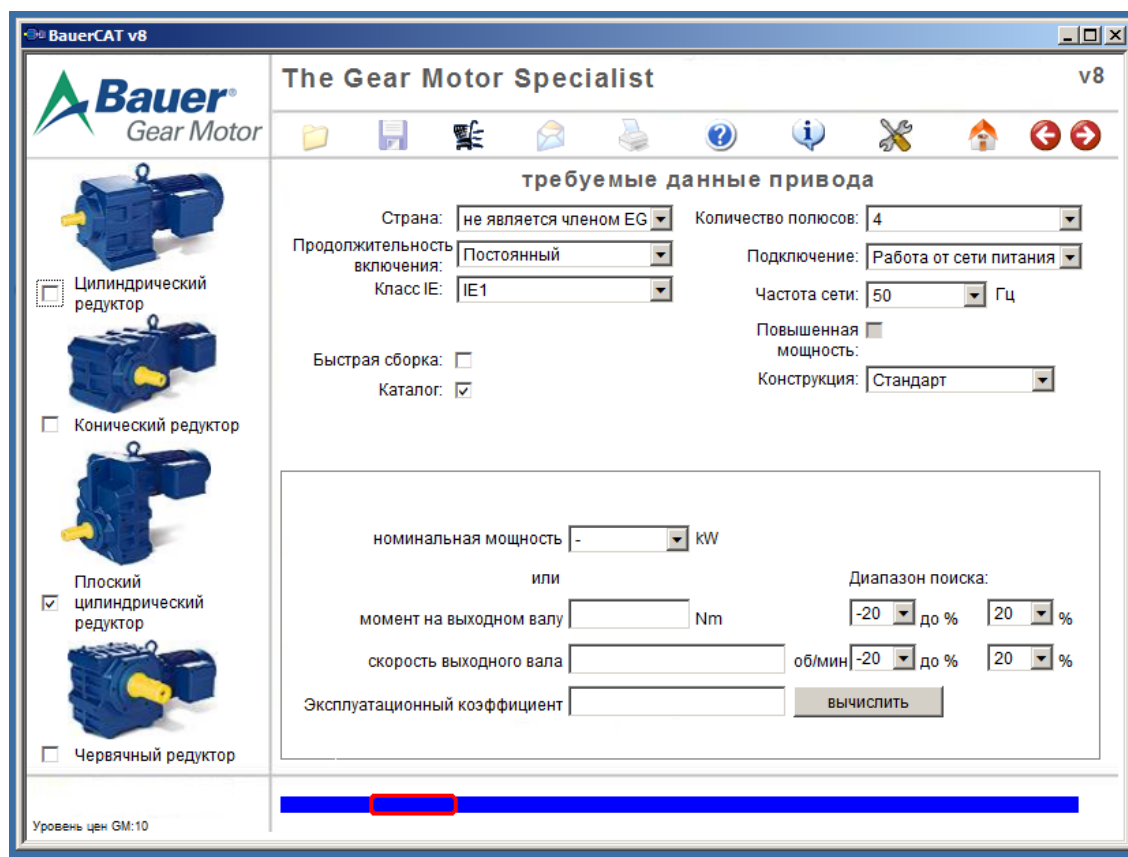 BauerCAT v8
Bauer®
Gear Motor
The Gear Motor Specialist
v8
требуемые данные привода
Страна:
не является членом EG
Количество полюсов:
4
Продолжительность
включения:
Постоянный
Подключение:
Работа от сети питания
Класс IE:
IE1
Частота сети:
50
Гц
Повышенная
мощность:
Быстрая сборка:
Каталог:
Конструкция:
Стандарт
Цилиндрический
редуктор
Конический редуктор
Плоский
цилиндрический
редуктор
Червячный редуктор
номинальная мощность
-
kW
или
Диапазон поиска:
момент на выходном валу
Nm
-20
до %
20
%
скорость выходного вала
об/мин
-20
до %
20
%
Эксплуатационный коэффициент
вычислить
Уровень цен GM:10